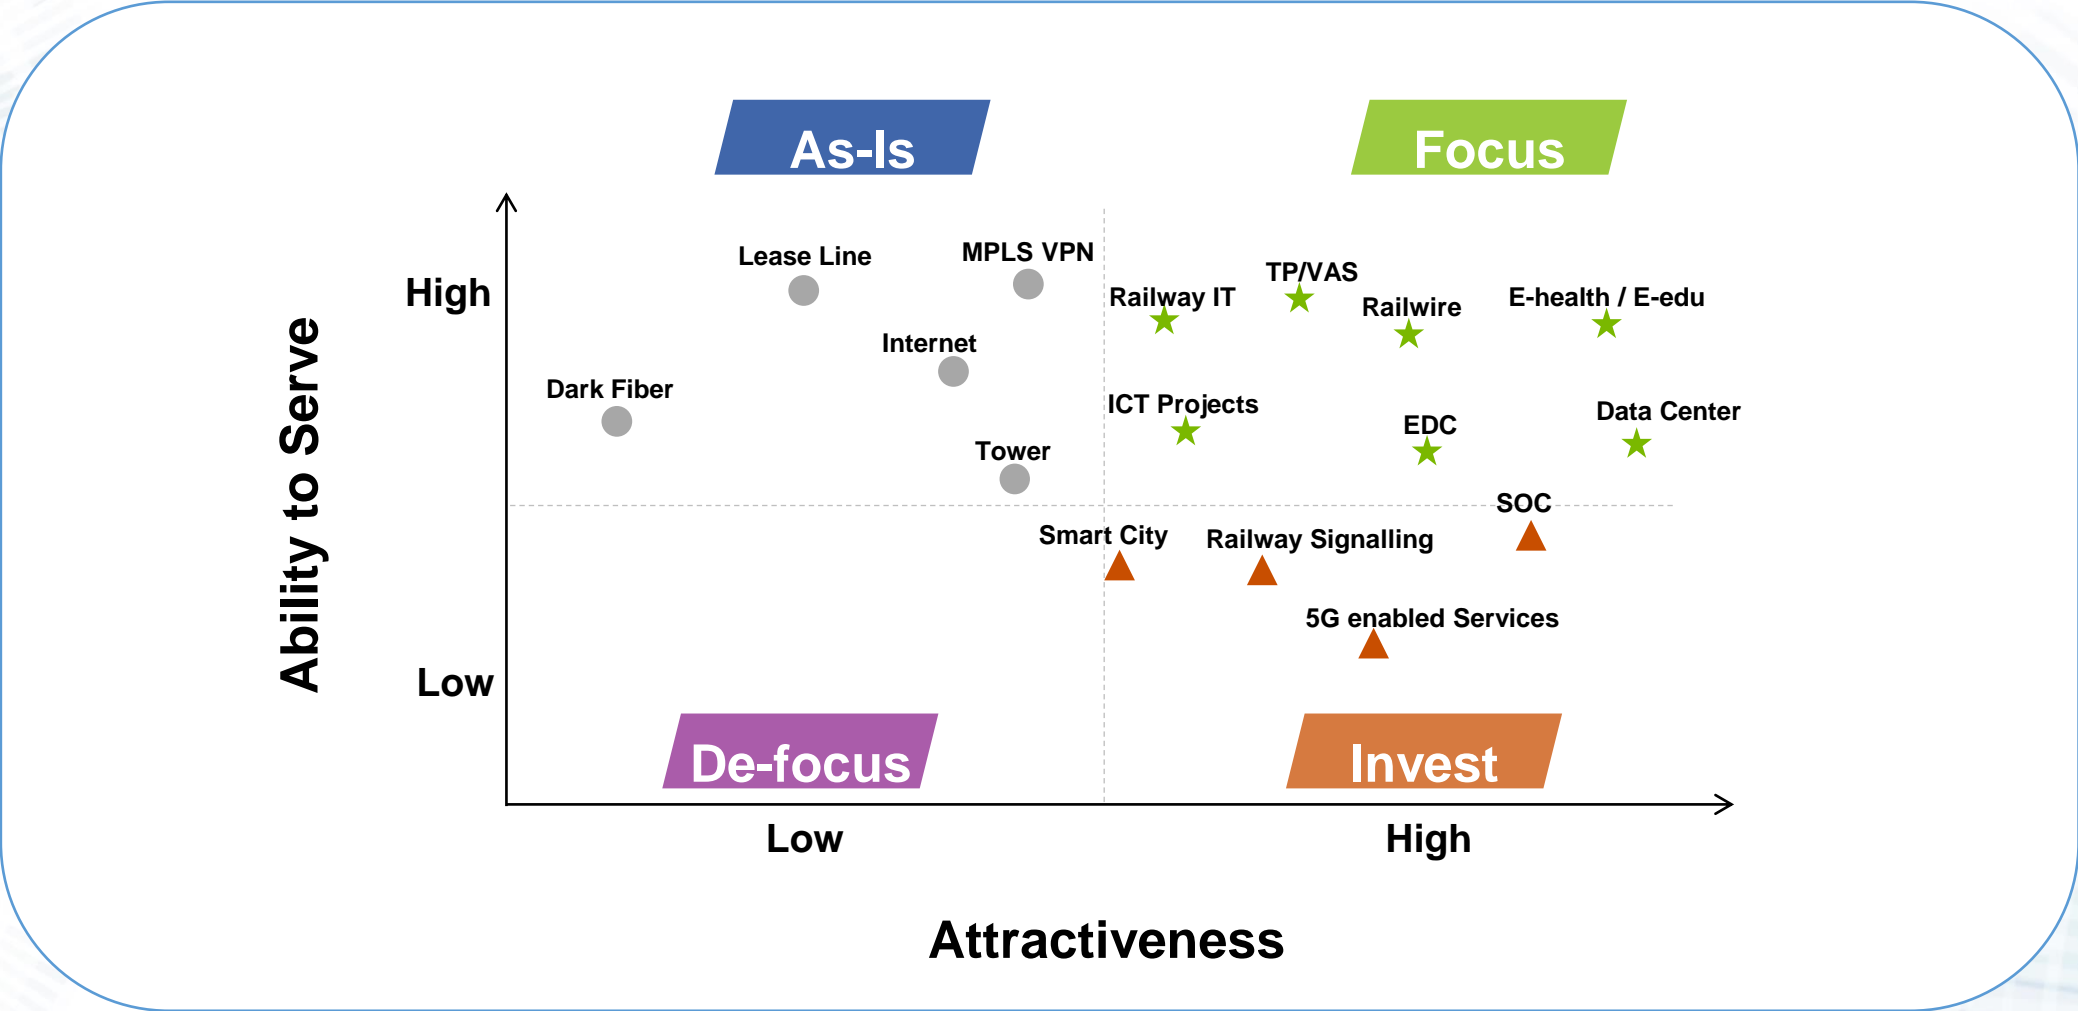 As-Is
Focus
Lease Line
MPLS VPN
TP/VAS
High
Railway IT
Railwire
E-health / E-edu
Internet
Dark Fiber
ICT Projects
Data Center
EDC
Tower
SOC
Ability to Serve
Smart City
Railway Signalling
5G enabled Services
Low
De-focus
Invest
Low
High
Attractiveness